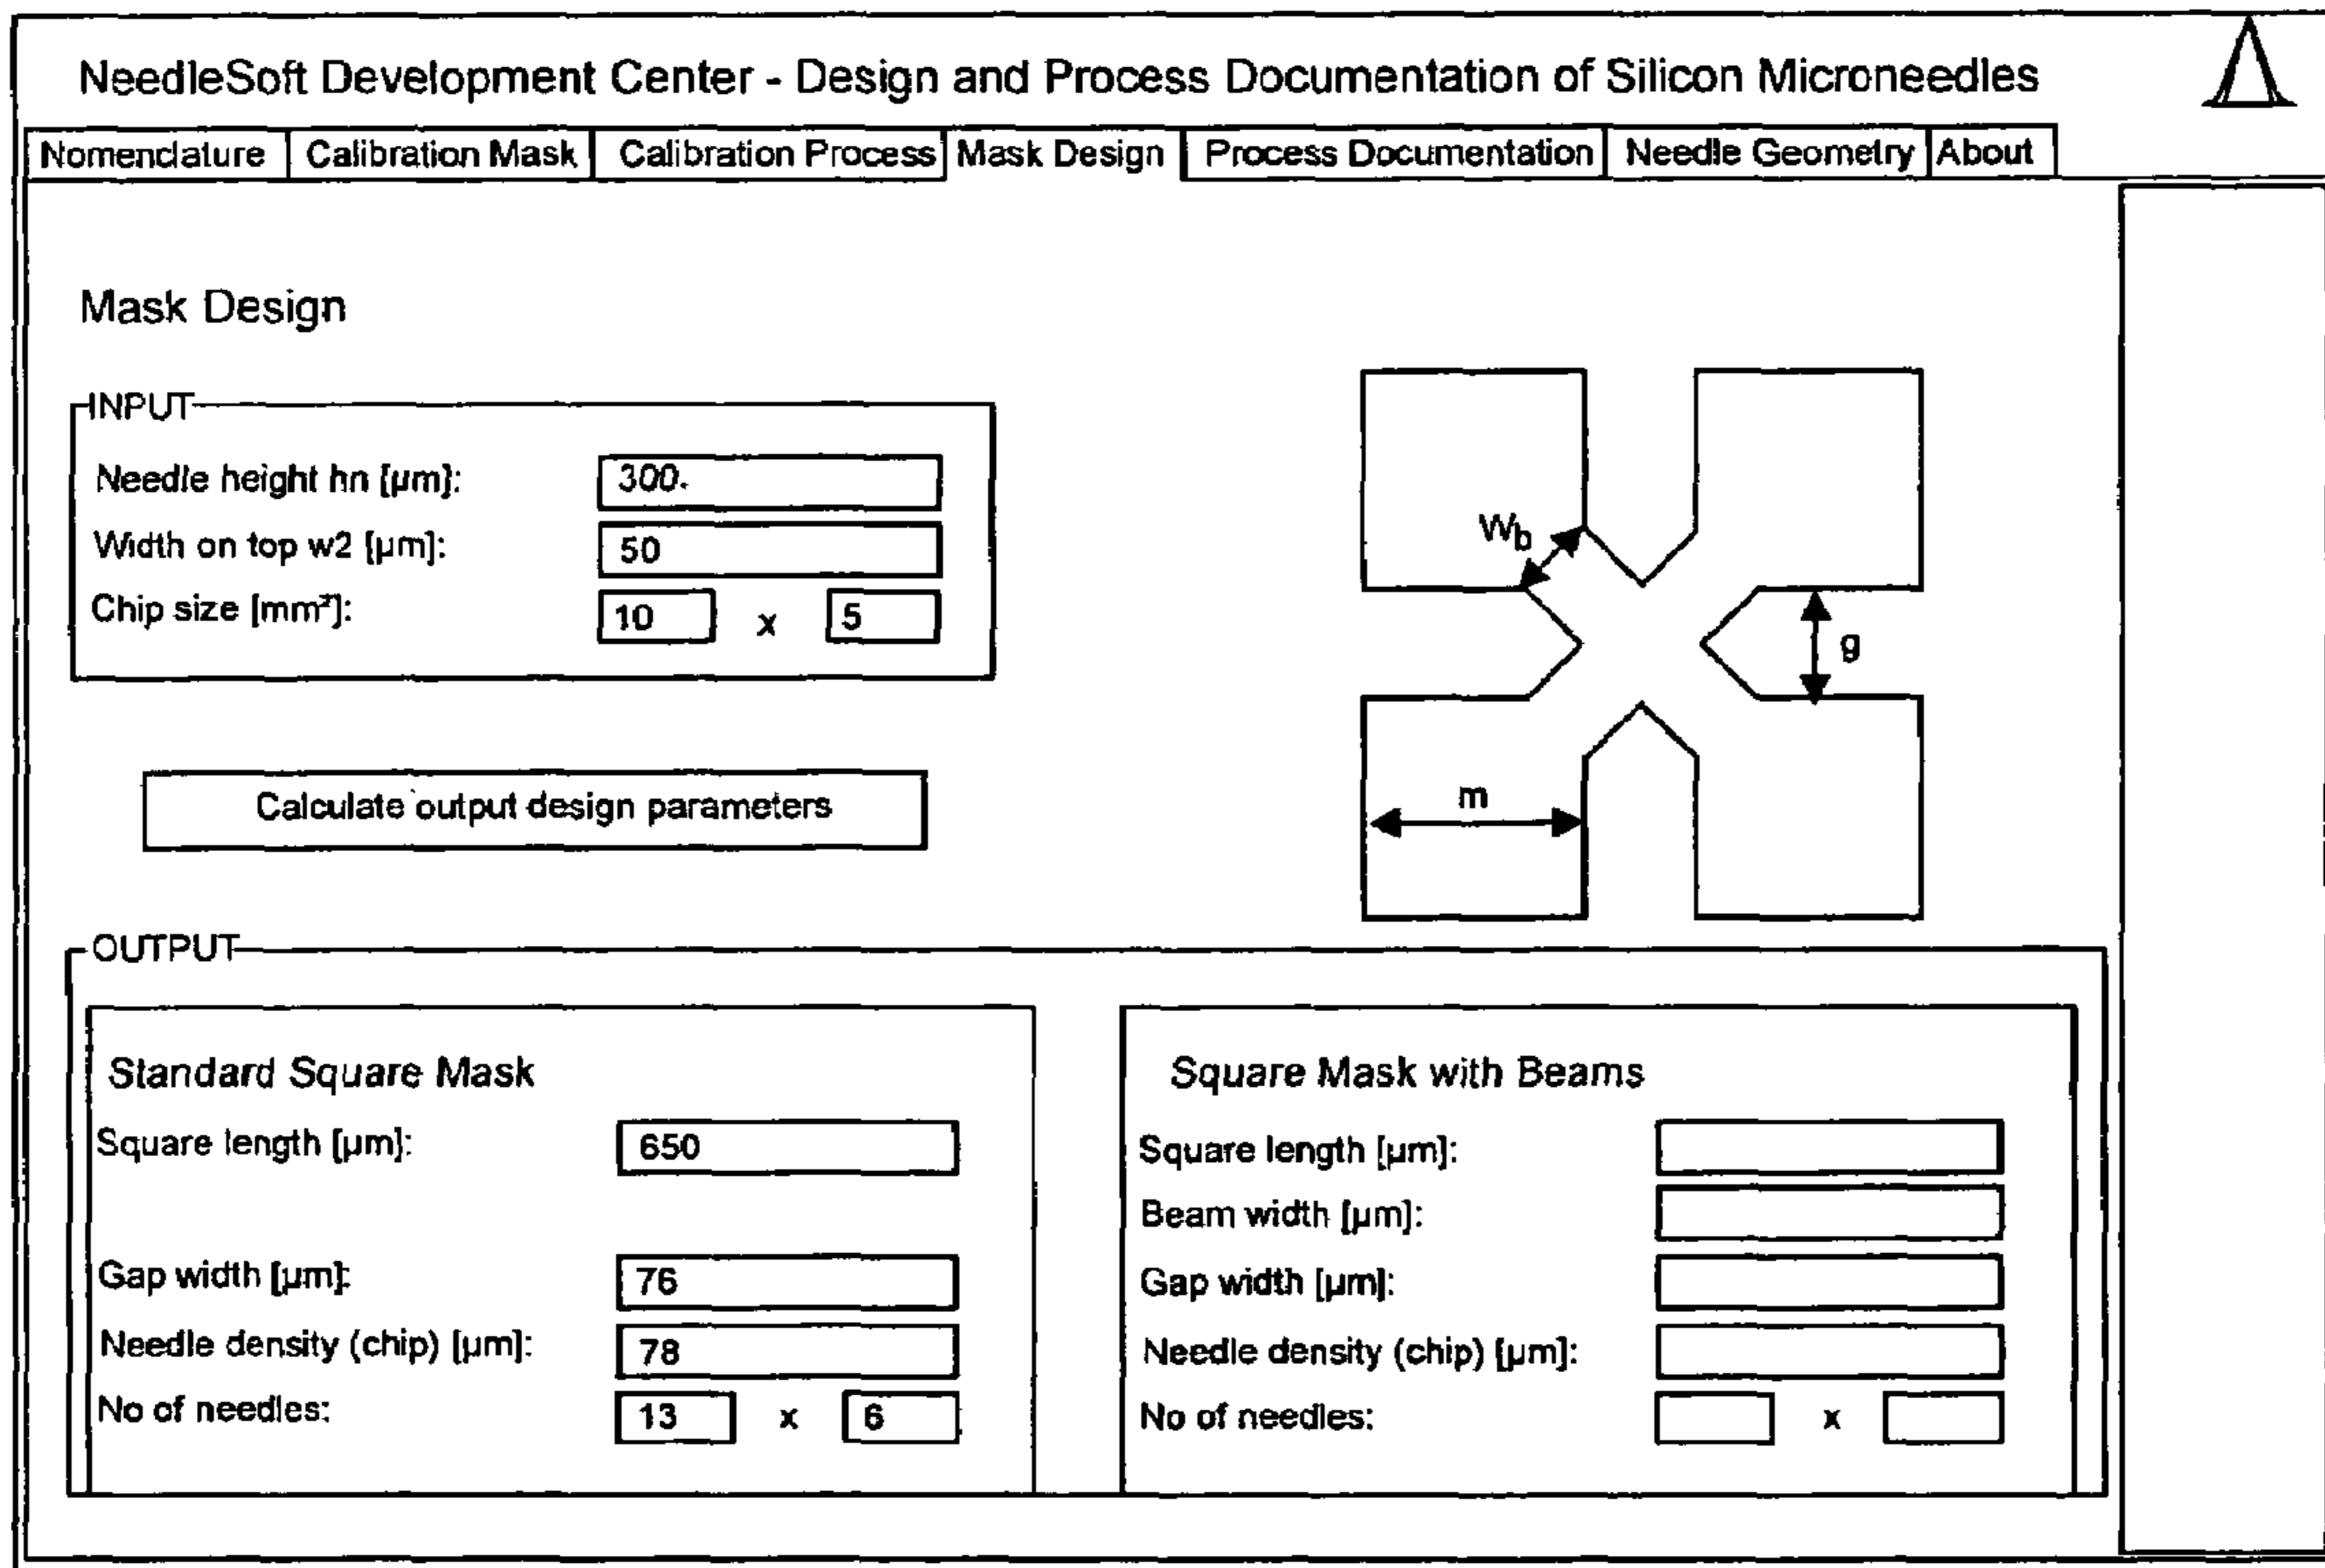 NeedleSoft Development Center - Design and Process Documentation of Silicon Microneedles
Nomenclature Calibration Mask Calibration Process Mask Design Process Documentation Needle Geometry About
Mask Design
INPUT
Needle height hn [µm]: 300.
Width on top w2 [µm]: 50
Chip size [mm²]: 10 x 5
Calculate output design parameters
Wb
g
m
OUTPUT
Standard Square Mask
Square length [µm]: 650
Gap width [µm]: 76
Needle density (chip) [µm]: 78
No of needles: 13 x 6
Square Mask with Beams
Square length [µm]:
Beam width [µm]:
Gap width [µm]:
Needle density (chip) [µm]:
No of needles: x